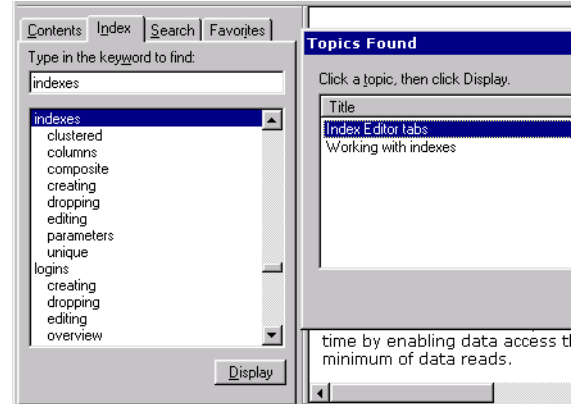 Contents Index Search Favorites
Type in the keyword to find:
indexes
indexes
clustered
columns
composite
creating
dropping
editing
parameters
unique
logins
creating
dropping
editing
overview
Display
Topics Found
Click a topic, then click Display.
Title
Index Editor tabs
Working with indexes
time by enabling data access
minimum of data reads.